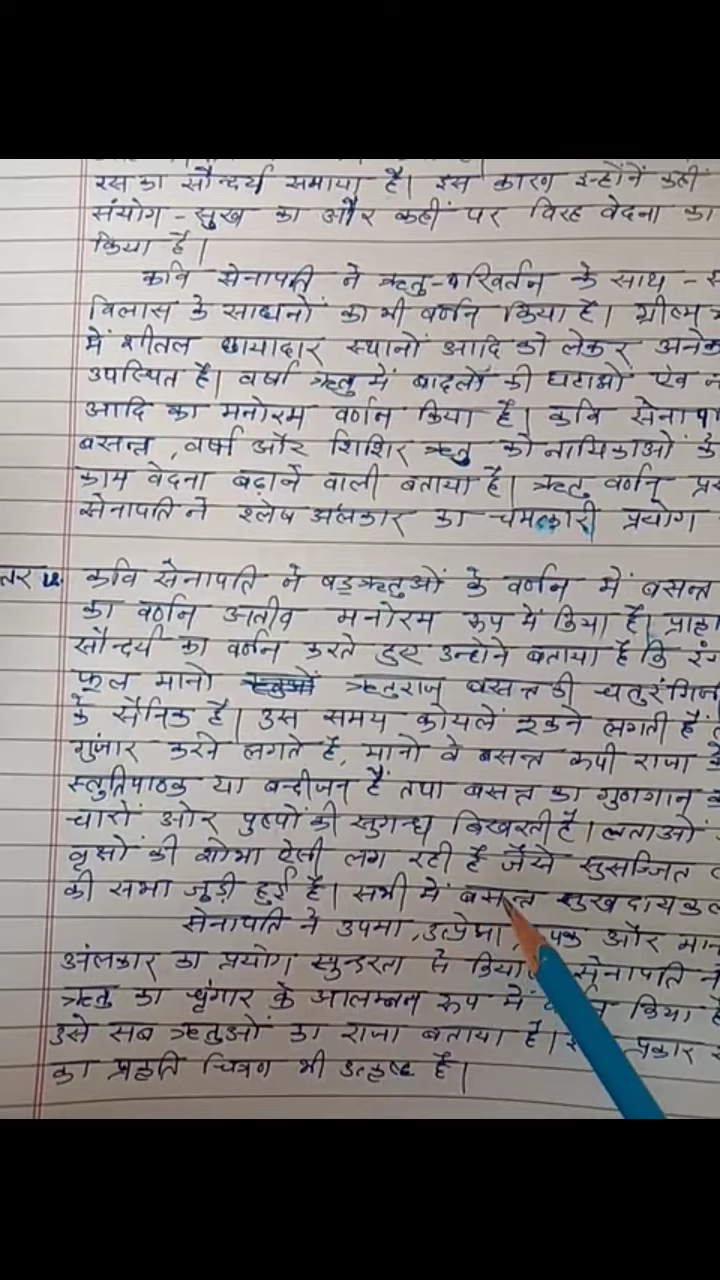 रस का सौन्दर्य समाया है। इस कारण इन्होंने कहीं
संयोग - सुख का और कहीं पर विरह वेदना का
किया है।
कवि सेनापति ने ऋतु-परिवर्तन के साथ -
विलास के साधनों का भी वर्णन किया है। ग्रीष्म
में शीतल छायादार स्थानों आदि को लेकर अनेक
उपस्थित है। वर्षा ऋतु में बादलों की घटाओं एंव
आदि का मनोरम वर्णन किया है। कवि सेनाप
बसन्त, वर्षा और शिशिर ऋतु को नायिकाओं के
काम वेदना बढ़ाने वाली बताया है। ऋतु वर्णन
सेनापति ने श्लेष अंलकार का चमत्कारी प्रयोग
तर कवि सेनापति ने षड्ऋतुओं के वर्णन में बसन्त
का वर्णन अतीव मनोरम रूप में किया है।
सौन्दर्य का वर्णन करते हुए उन्होंने बताया है कि
फूल मानो ऋतुराज बसन्त की चतुरंगिन
के सैनिक है। उस समय कोयलें कूकने लगती हैं
गुंजार करने लगते है, मानो वे बसन्त रूपी राजा के
स्तुतिपाठक या बन्दीजन हैं तथा बसन्त का गुणगान
चारों ओर पुष्पों की सुगन्ध बिखरती है। लताओं
वृक्षों की शोभा ऐसी लग रही है जैसे सुसज्जित
की सभा जुड़ी हुई है। सभी में बसन्त सुखदायक
सेनापति ने उपमा, उत्प्रेक्षा, और
अंलकार का प्रयोग सुन्दरता से सेनापति ने
ऋतु का श्रृंगार के आलम्बन रूप में किया है
उसे सब ऋतुओं का राजा बताया है। प्रकार
का प्रकृति चित्रण भी उत्कृष्ट है।